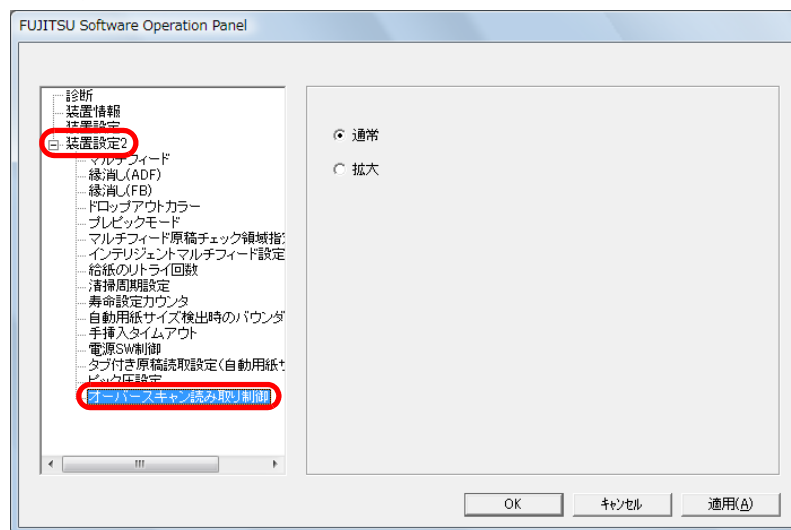 FUJITSU Software Operation Panel
診断
装置情報
装置設定
装置設定2
マルチフィード
縁消し(ADF)
縁消し(FB)
ドロップアウトカラー
プレピックモード
マルチフィード原稿チェック領域指
インテリジェントマルチフィード設定
給紙のリトライ回数
清掃周期設定
寿命設定カウンタ
自動用紙サイズ検出時のバウンダ
手挿入タイムアウト
電源SW制御
タブ付き原稿読取設定(自動用紙サ
ピック圧設定
オーバースキャン読み取り制御
通常
拡大
OK
キャンセル
適用(A)